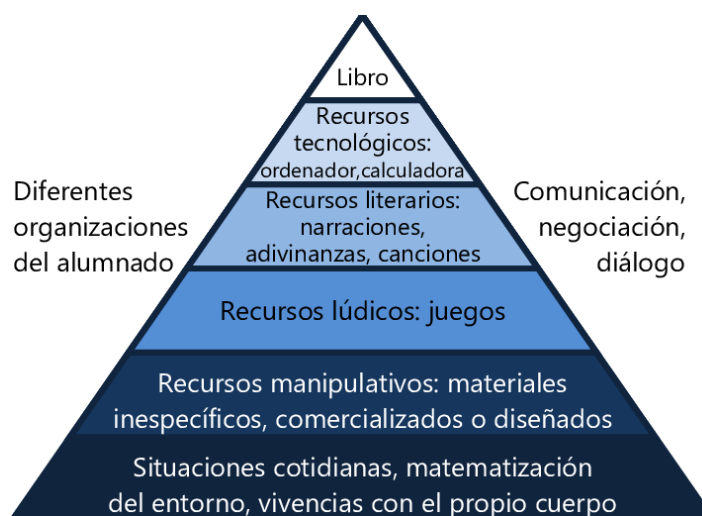 Libro
Recursos
tecnológicos:
ordenador,calculadora
Recursos literarios:
narraciones,
adivinanzas, canciones
Recursos lúdicos: juegos
Recursos manipulativos: materiales
inespecíficos, comercializados o diseñados
Situaciones cotidianas, matematización
del entorno, vivencias con el propio cuerpo
Diferentes
organizaciones
del alumnado
Comunicación,
negociación,
diálogo